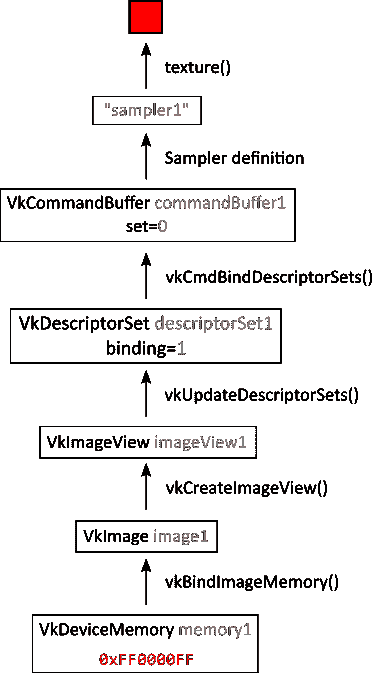 texture()
"sampler1"
Sampler definition
VkCommandBuffer commandBuffer1
set=0
vkCmdBindDescriptorSets()
VkDescriptorSet descriptorSet1
binding=1
vkUpdateDescriptorSets()
VkImageView imageView1
vkCreateImageView()
VkImage image1
vkBindImageMemory()
VkDeviceMemory memory1
0xFF0000FF